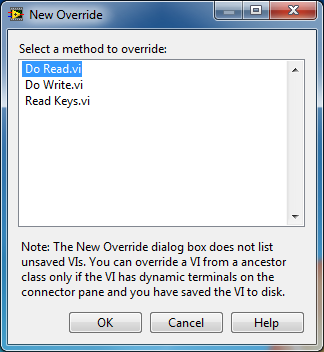 New Override
Select a method to override:
Do Read.vi
Do Write.vi
Read Keys.vi
Note: The New Override dialog box does not list
unsaved VIs. You can override a VI from a ancestor
class only if the VI has dynamic terminals on the
connector pane and you have saved the VI to disk.
OK Cancel Help